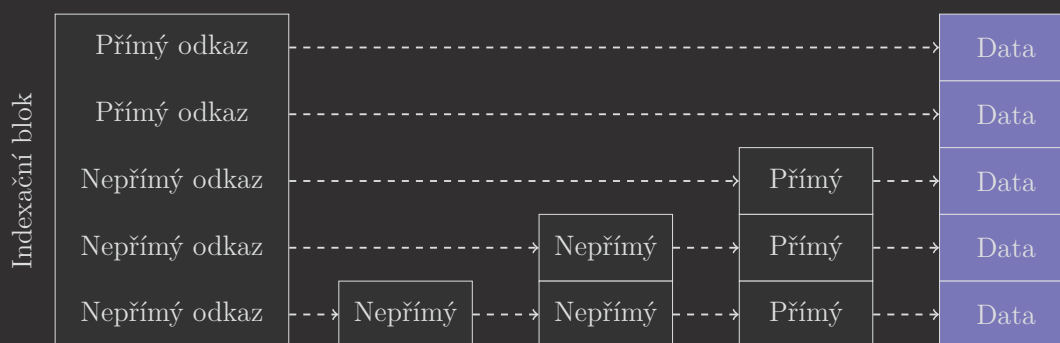 Indexační blok
Přímý odkaz Data
Přímý odkaz Data
Nepřímý odkaz Přímý Data
Nepřímý odkaz Nepřímý Přímý Data
Nepřímý odkaz Nepřímý Nepřímý Přímý Data